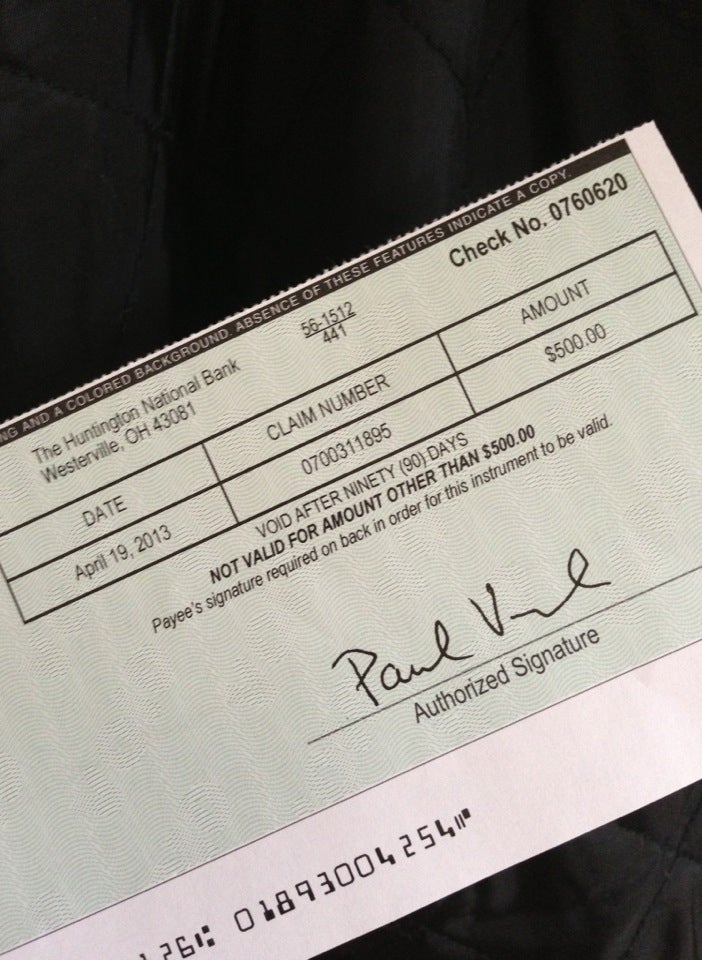 NG AND A COLORED BACKGROUND. ABSENCE OF THESE FEATURES INDICATE A COPY.
Check No. 0760620
56-1512
441
The Huntington National Bank
Westerville, OH 43081
DATE CLAIM NUMBER AMOUNT
April 19, 2013 0700311895 $500.00
VOID AFTER NINETY (90) DAYS
NOT VALID FOR AMOUNT OTHER THAN $500.00
Payee's signature required on back in order for this instrument to be valid.
Paul
Authorized Signature
126⑆ 01893004254⑈